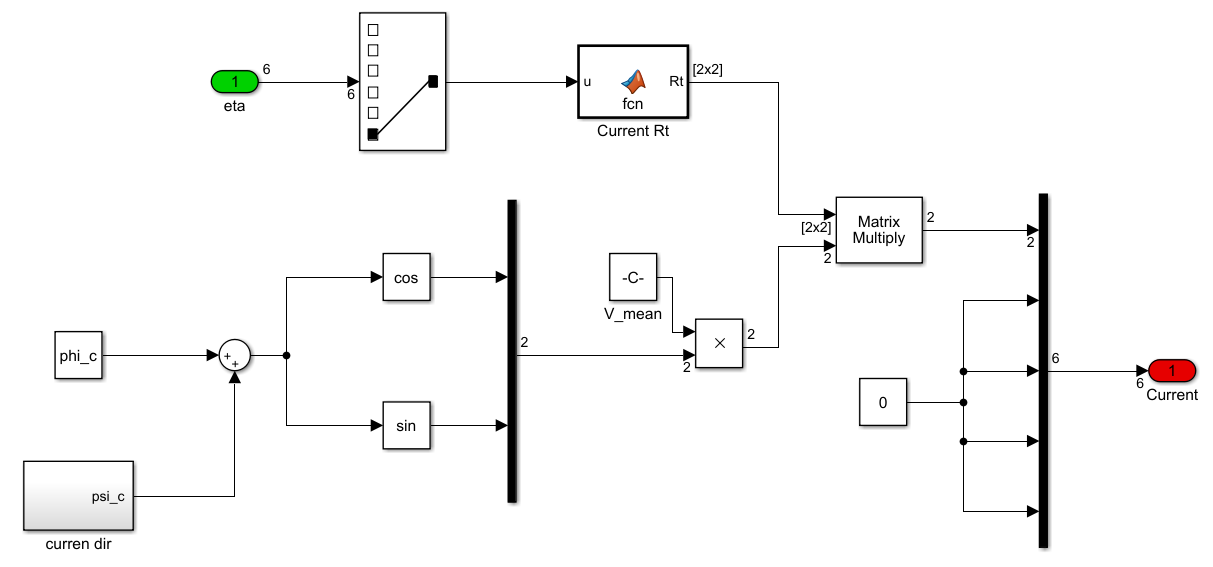 1
6
6
eta
u
fcn
Rt
[2x2]
Current Rt
[2x2]
2
Matrix
Multiply
2
2
cos
-C-
V_mean
phi_c
+
+
2
2
×
2
sin
0
6
6
1
Current
psi_c
curren dir